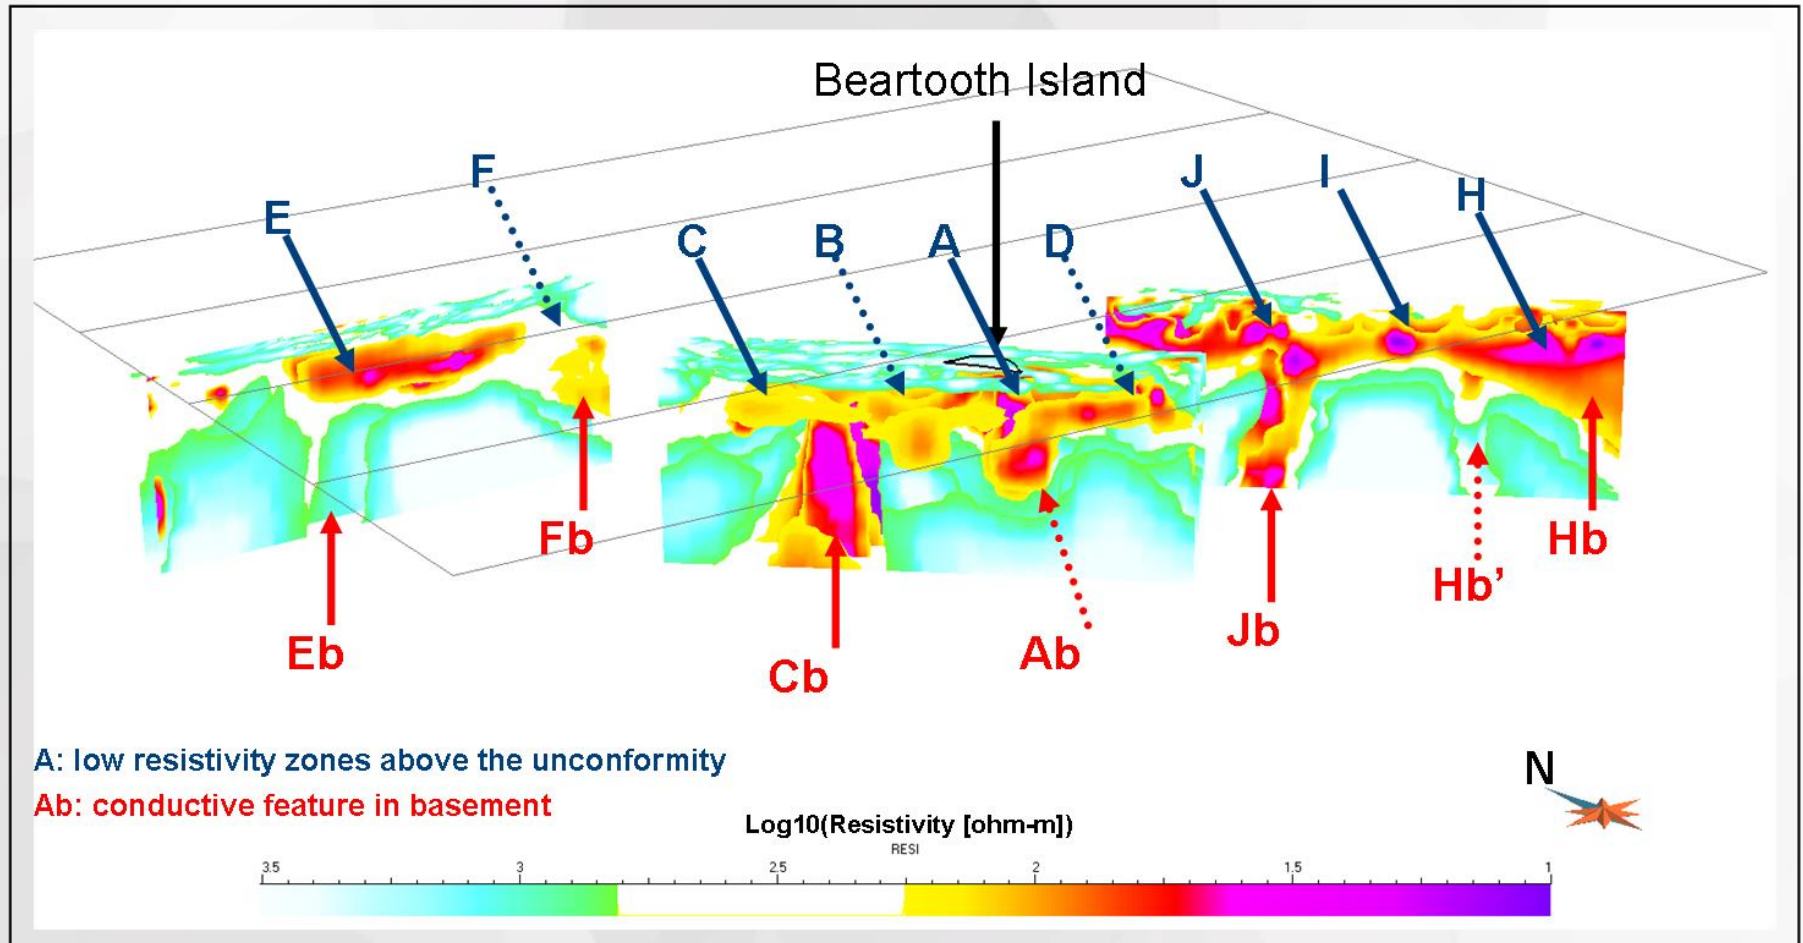 Beartooth Island
F
E
J
I
H
C
B
A
D
Fb
Hb
Hb’
Jb
Eb
Ab
Cb
A: low resistivity zones above the unconformity
N
Ab: conductive feature in basement
Log10(Resistivity [ohm-m])
RESI
3.5 3 2.5 2 1.5 1